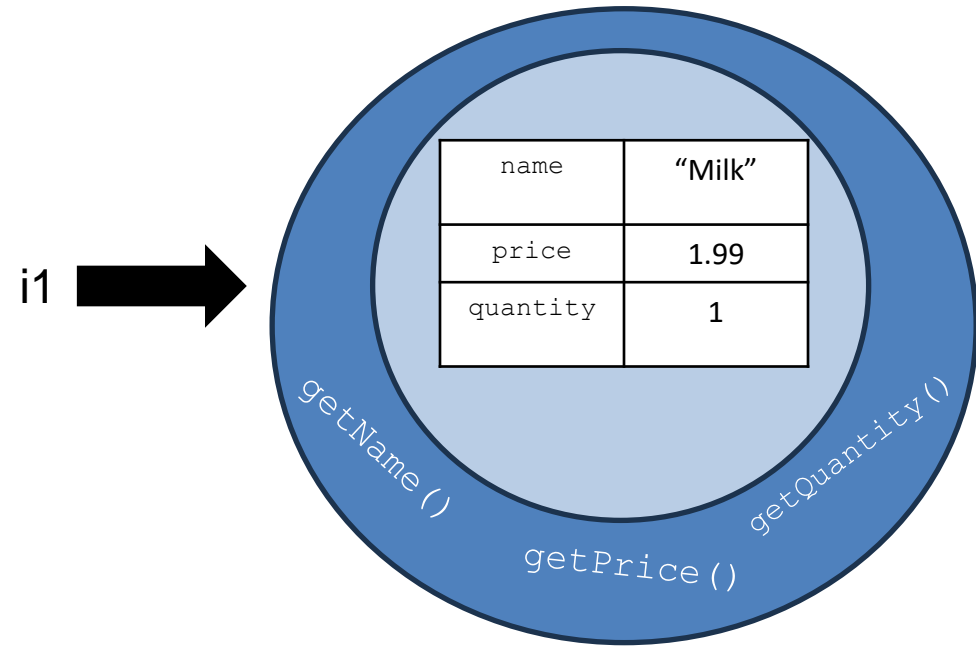 name “Milk”
price 1.99
i1
quantity 1
getName()
getQuantity()
getPrice()